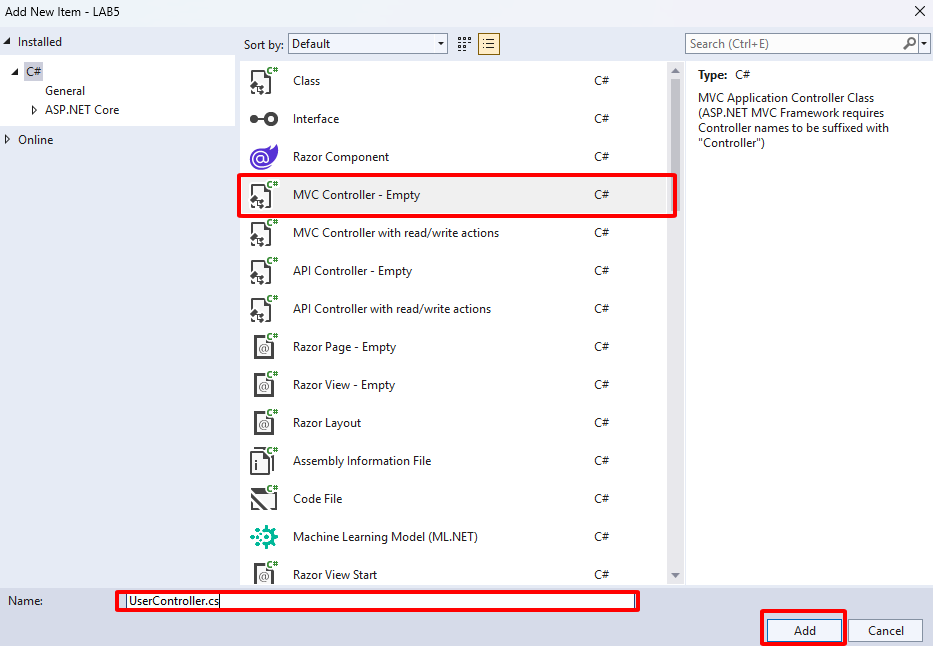 Add New Item - LAB5
Installed
C#
General
ASP.NET Core
Online
Sort by: Default
Search (Ctrl+E)
Class C#
Interface C#
Razor Component C#
MVC Controller - Empty C#
MVC Controller with read/write actions C#
API Controller - Empty C#
API Controller with read/write actions C#
Razor Page - Empty C#
Razor View - Empty C#
Razor Layout C#
Assembly Information File C#
Code File C#
Machine Learning Model (ML.NET) C#
Razor View Start C#
Type: C#
MVC Application Controller Class
(ASP.NET MVC Framework requires
Controller names to be suffixed with
"Controller")
Name: UserController.cs
Add Cancel